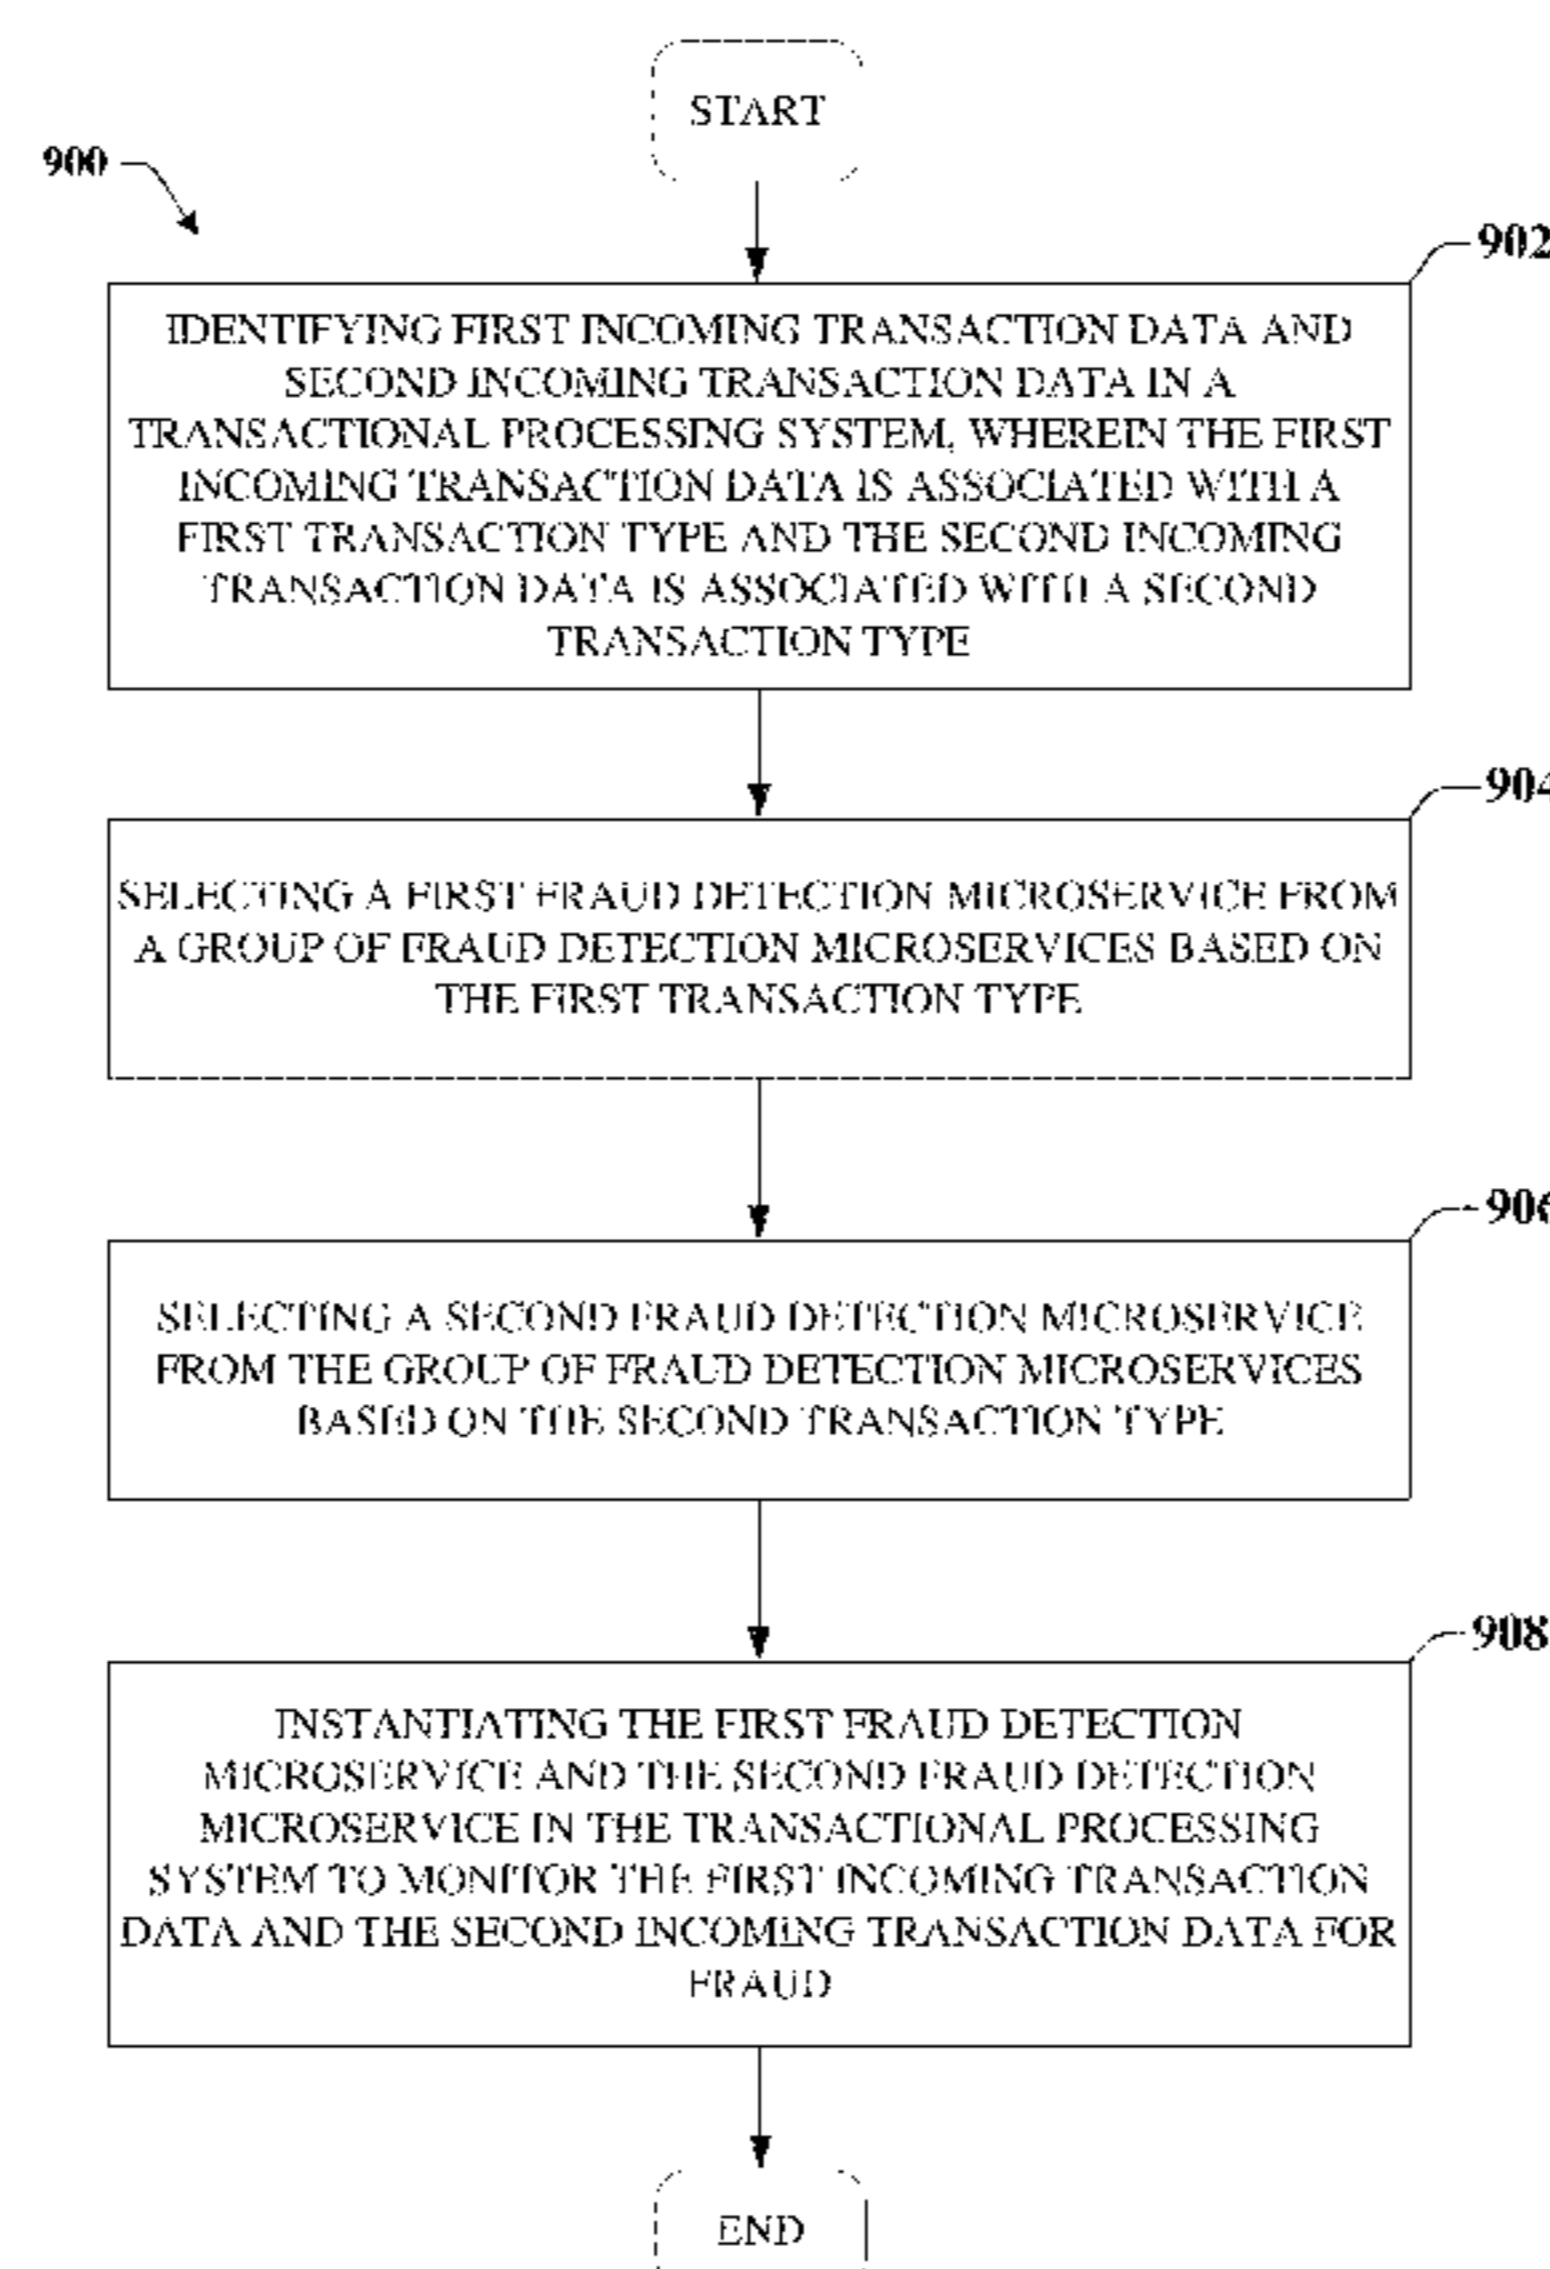 START
900
902
IDENTIFYING FIRST INCOMING TRANSACTION DATA AND
SECOND INCOMING TRANSACTION DATA IN A
TRANSACTIONAL PROCESSING SYSTEM, WHEREIN THE FIRST
INCOMING TRANSACTION DATA IS ASSOCIATED WITH A
FIRST TRANSACTION TYPE AND THE SECOND INCOMING
TRANSACTION DATA IS ASSOCIATED WITH A SECOND
TRANSACTION TYPE
904
SELECTING A FIRST FRAUD DETECTION MICROSERVICE FROM
A GROUP OF FRAUD DETECTION MICROSERVICES BASED ON
THE FIRST TRANSACTION TYPE
906
SELECTING A SECOND FRAUD DETECTION MICROSERVICE
FROM THE GROUP OF FRAUD DETECTION MICROSERVICES
BASED ON THE SECOND TRANSACTION TYPE
908
INSTANTIATING THE FIRST FRAUD DETECTION
MICROSERVICE AND THE SECOND FRAUD DETECTION
MICROSERVICE IN THE TRANSACTIONAL PROCESSING
SYSTEM TO MONITOR THE FIRST INCOMING TRANSACTION
DATA AND THE SECOND INCOMING TRANSACTION DATA FOR
FRAUD
END